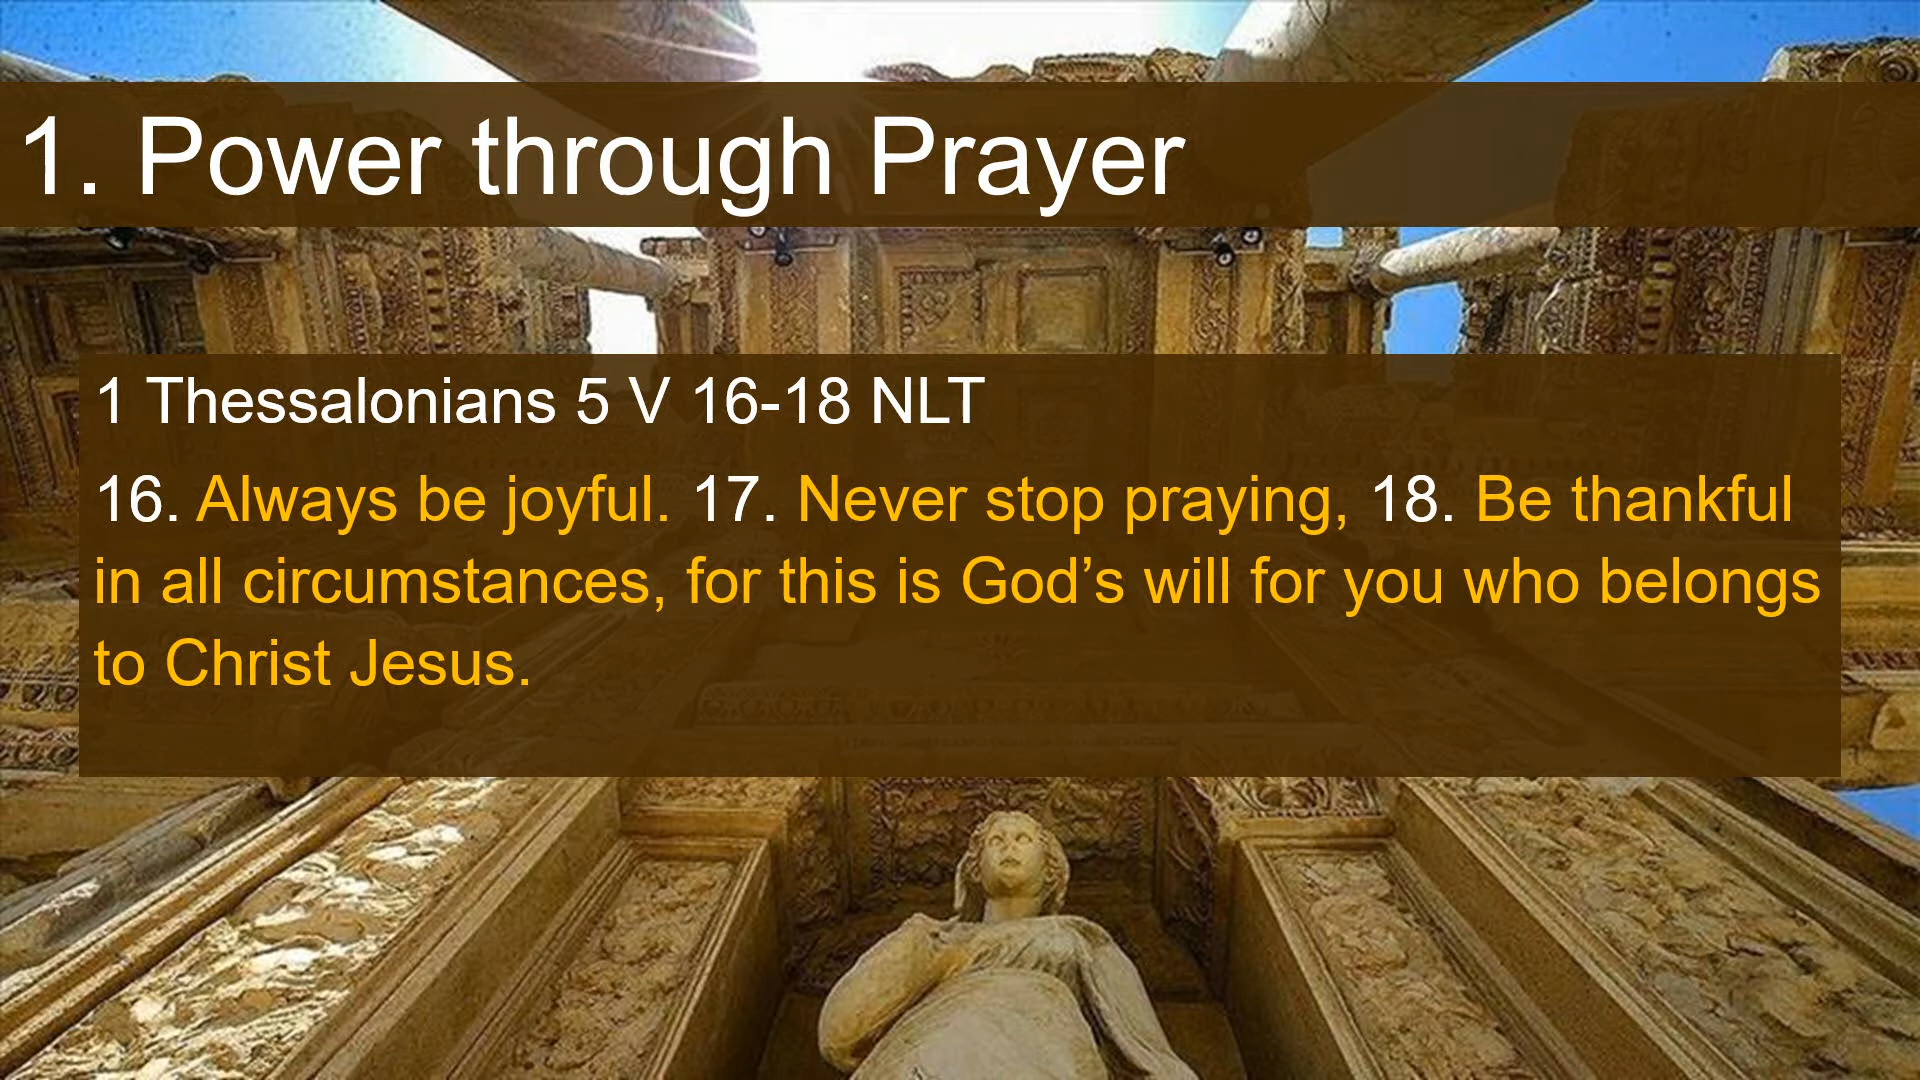 1. Power through Prayer
1 Thessalonians 5 V 16-18 NLT
16. Always be joyful. 17. Never stop praying, 18. Be thankful
in all circumstances, for this is God’s will for you who belongs
to Christ Jesus.